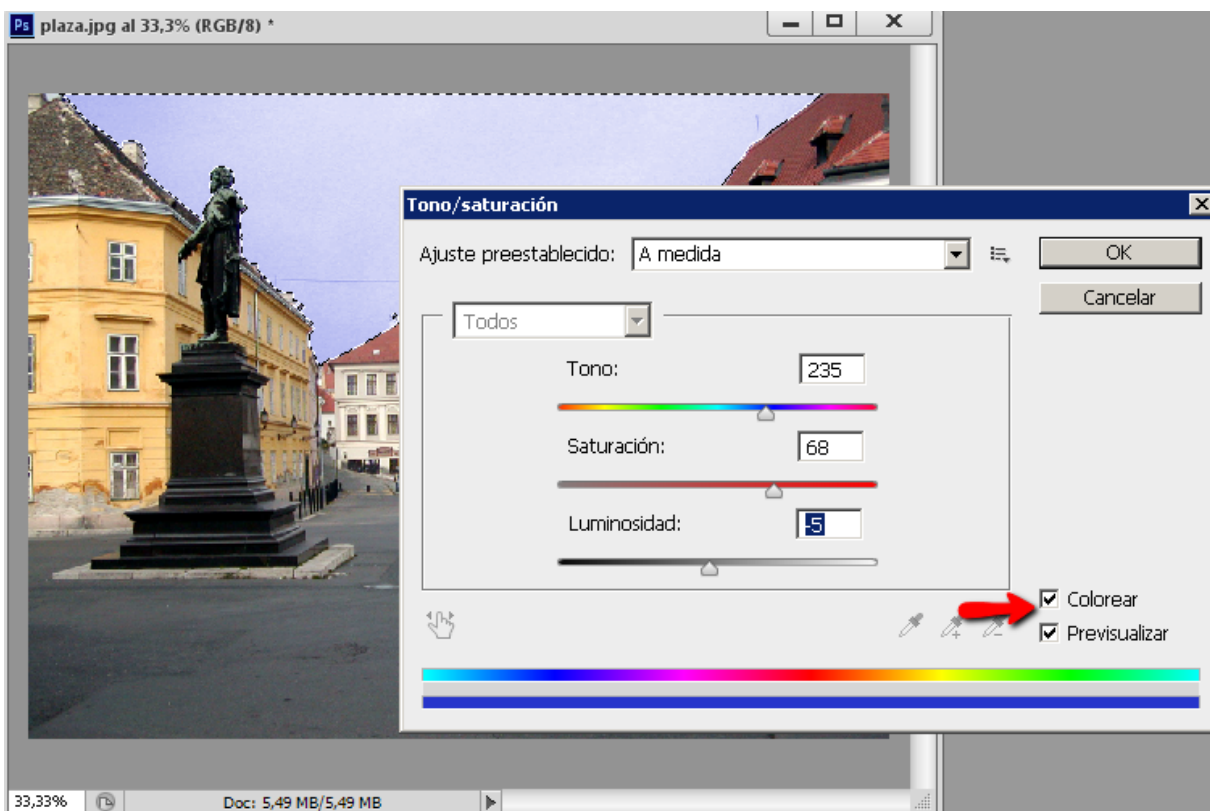 Ps plaza.jpg al 33,3% (RGB/8) *
Tono/saturación
Ajuste preestablecido: A medida
OK
Cancelar
Todos
Tono: 235
Saturación: 68
Luminosidad: -5
Colorear
Previsualizar
33,33% Doc: 5,49 MB/5,49 MB